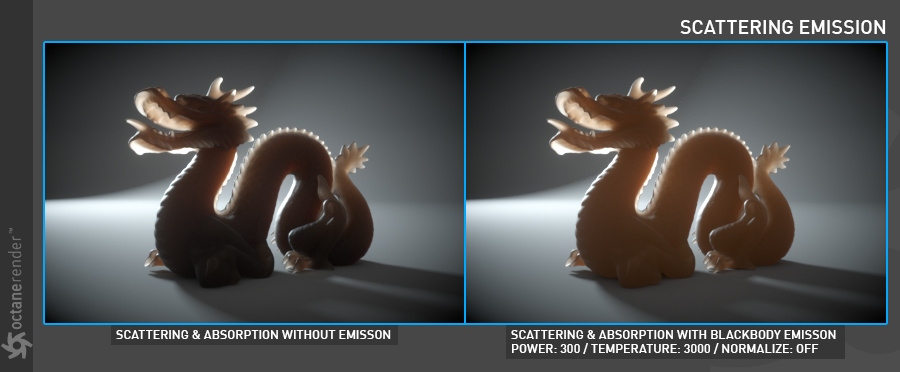 SCATTERING EMISSION
octanerender™
SCATTERING & ABSORPTION WITHOUT EMISSON
SCATTERING & ABSORPTION WITH BLACKBODY EMISSON
POWER: 300 / TEMPERATURE: 3000 / NORMALIZE: OFF